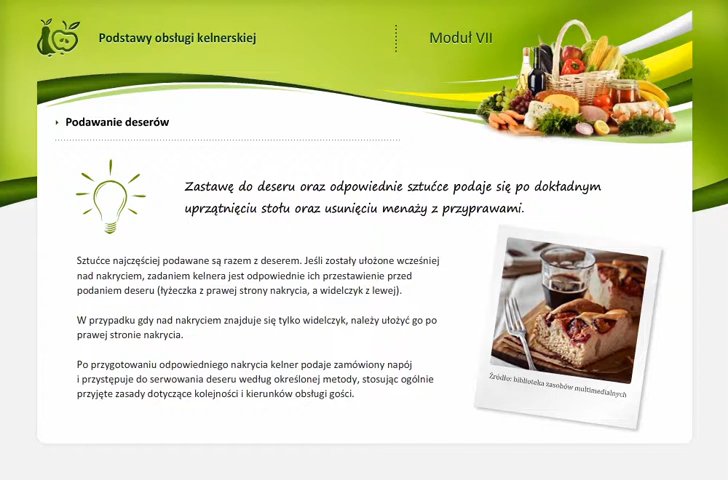 Podstawy obsługi kelnerskiej
Moduł VII
Podawanie deserów
Zastawę do deseru oraz odpowiednie sztućce podaje się po dokładnym
uprzątnięciu stołu oraz usunięciu menaży z przyprawami.
Sztućce najczęściej podawane są razem z deserem. Jeśli zostały ułożone wcześniej
nad nakryciem, zadaniem kelnera jest odpowiednie ich przestawienie przed
podaniem deseru (łyżeczka z prawej strony nakrycia, a widelczyk z lewej).
W przypadku gdy nad nakryciem znajduje się tylko widelczyk, należy ułożyć go po
prawej stronie nakrycia.
Po przygotowaniu odpowiedniego nakrycia kelner podaje zamówiony napój
i przystępuje do serwowania deseru według określonej metody, stosując ogólnie
przyjęte zasady dotyczące kolejności i kierunków obsługi gości.
Źródło: biblioteka zasobów multimedialnych